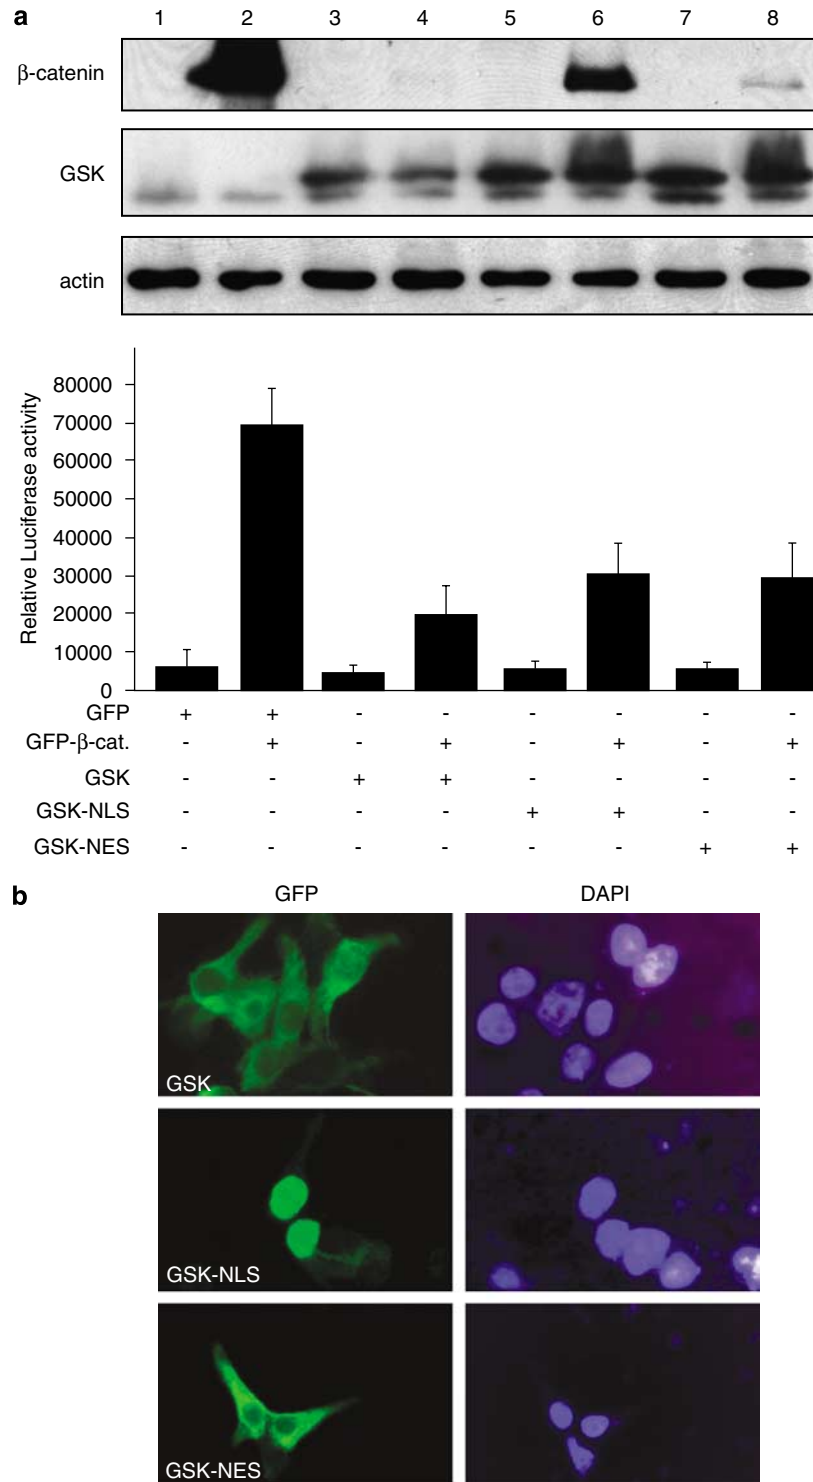 a 1 2 3 4 5 6 7 8
β-catenin
GSK
actin
Relative Luciferase activity
80000
70000
60000
50000
40000
30000
20000
10000
0
GFP + + - - - - - -
GFP-β-cat. - + - + - + - +
GSK - - + + - - - -
GSK-NLS - - - - + + - -
GSK-NES - - - - - - + +
b GFP DAPI
GSK
GSK-NLS
GSK-NES